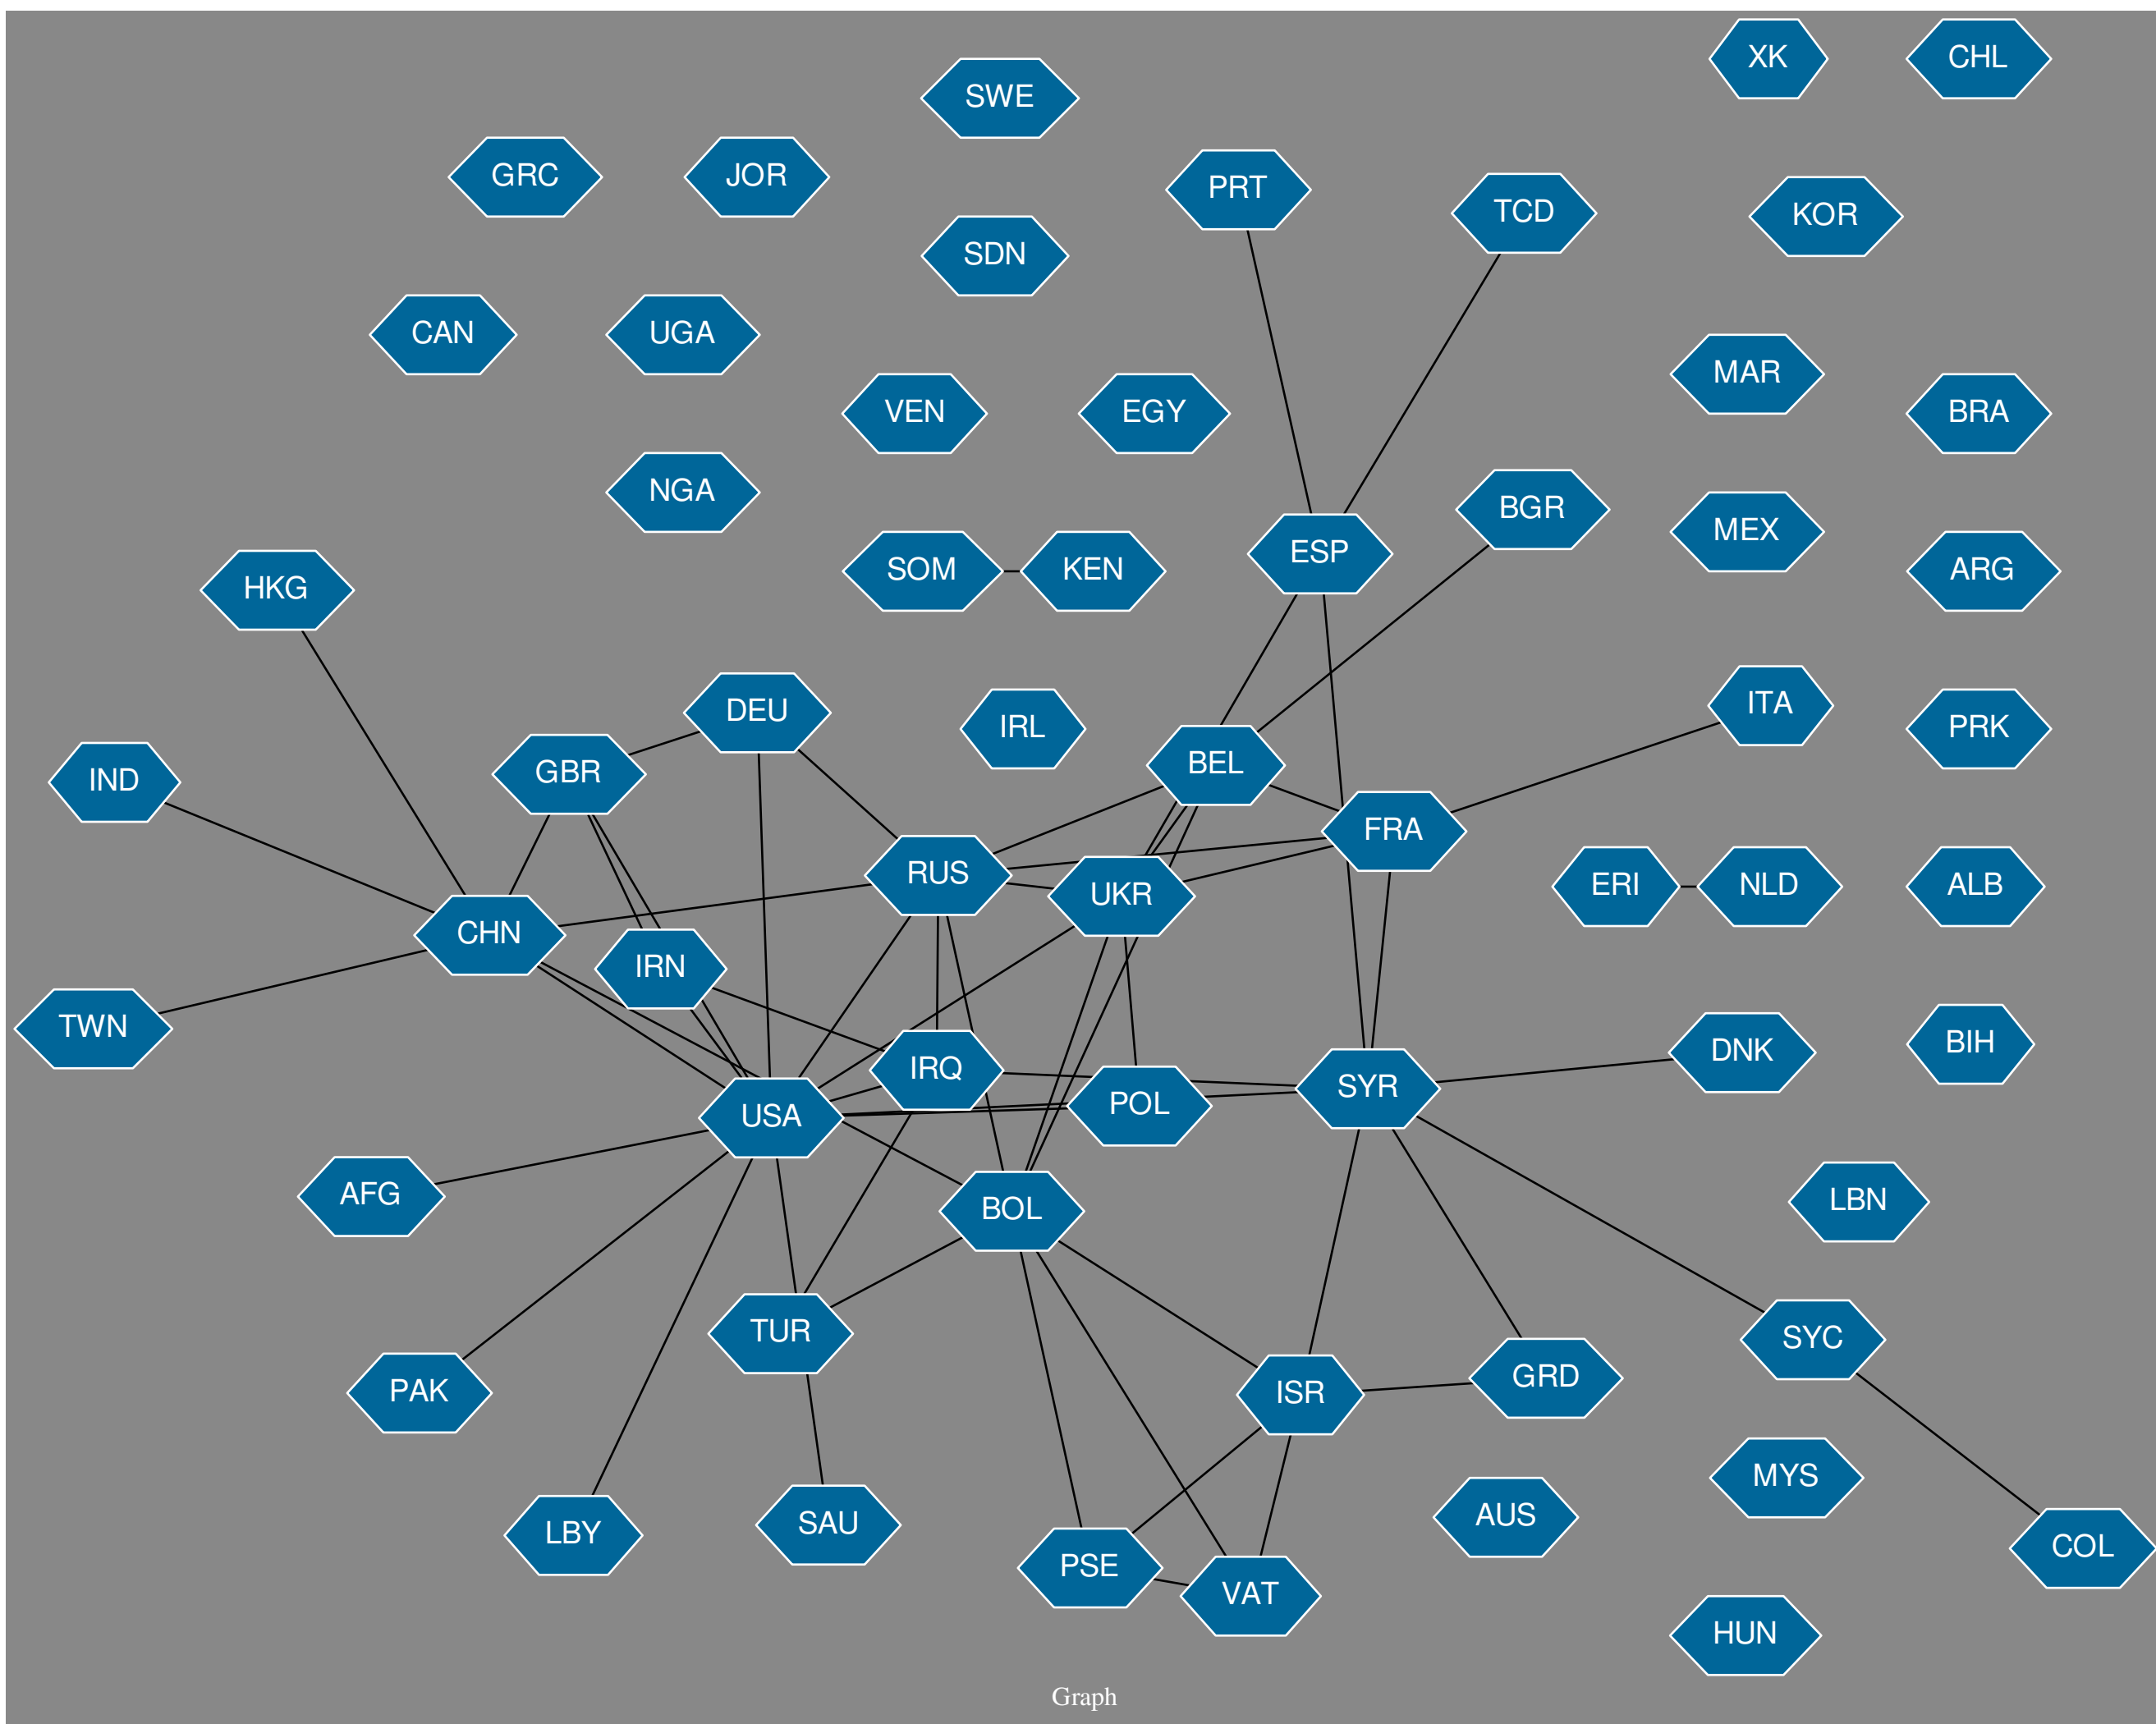 XK
CHL
SWE
GRC
JOR
PRT
TCD
KOR
SDN
CAN
UGA
MAR
VEN
EGY
BRA
NGA
BGR
MEX
ESP
SOM
KEN
ARG
HKG
DEU
IRL
ITA
PRK
GBR
BEL
IND
FRA
RUS
UKR
ERI
NLD
ALB
CHN
IRN
TWN
IRQ
DNK
BIH
USA
POL
SYR
AFG
BOL
LBN
TUR
SYC
PAK
ISR
GRD
MYS
LBY
SAU
AUS
COL
PSE
VAT
HUN
Graph